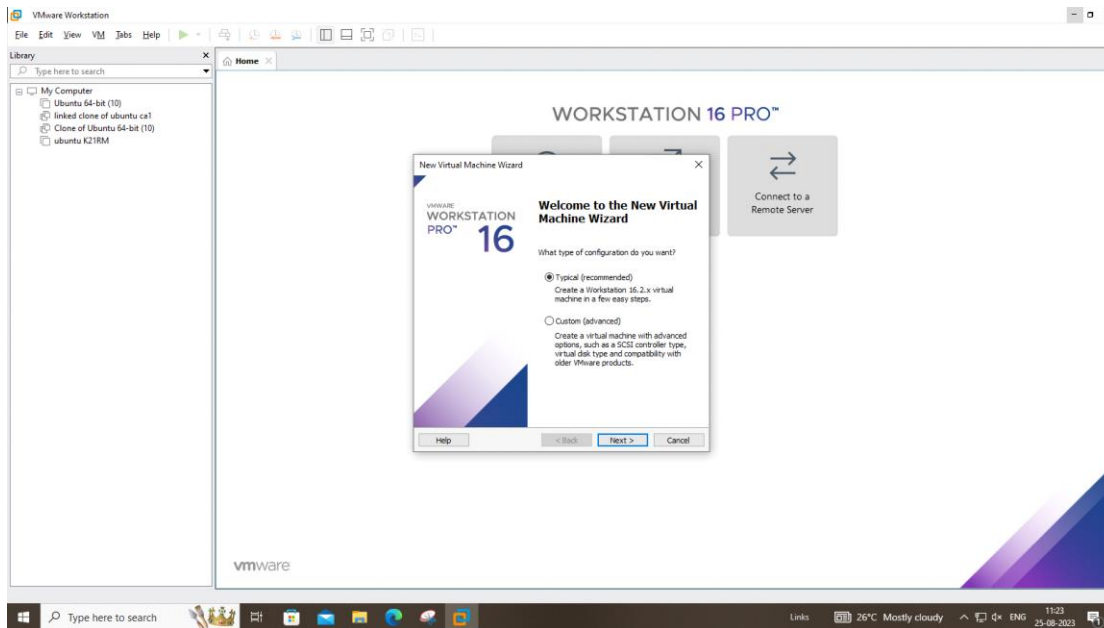 VMware Workstation
File Edit View VM Tabs Help
Library
Type here to search
My Computer
Ubuntu 64-bit (10)
linked clone of ubuntu ca1
Clone of Ubuntu 64-bit (10)
ubuntu K21RM
Home
WORKSTATION 16 PRO™
Connect to a
Remote Server
New Virtual Machine Wizard
VMWARE
WORKSTATION
PRO™ 16
Welcome to the New Virtual
Machine Wizard
What type of configuration do you want?
Typical (recommended)
Create a Workstation 16.2.x virtual
machine in a few easy steps.
Custom (advanced)
Create a virtual machine with advanced
options, such as a SCSI controller type,
virtual disk type and compatibility with
older VMware products.
Help < Back Next > Cancel
vmware
Type here to search
Links 26°C Mostly cloudy ENG
11:23
25-08-2023